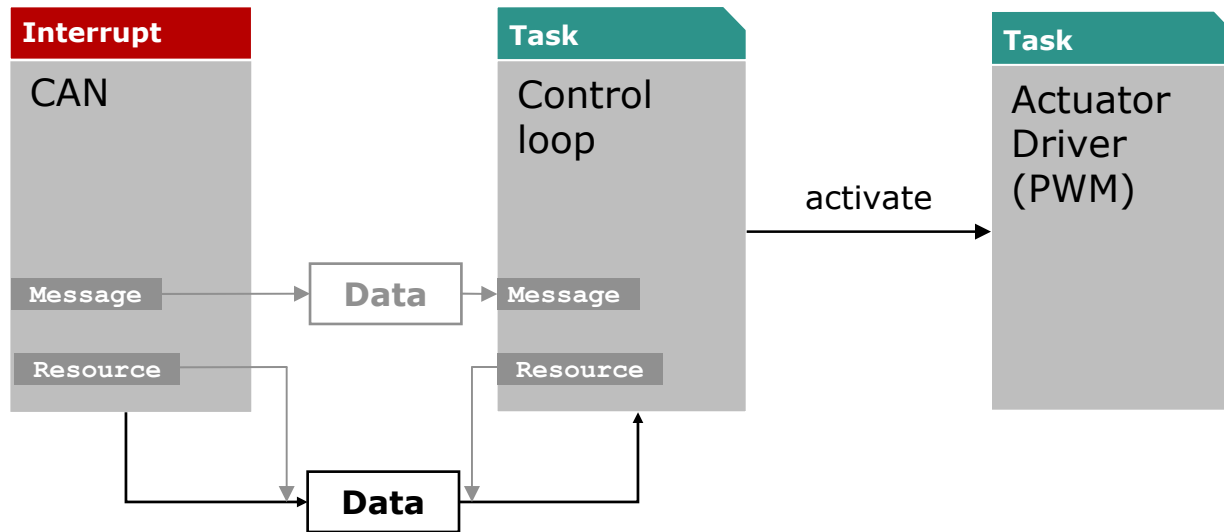 Interrupt
CAN
Message
Resource
Data
Data
Task
Control
loop
Message
Resource
activate
Task
Actuator
Driver
(PWM)